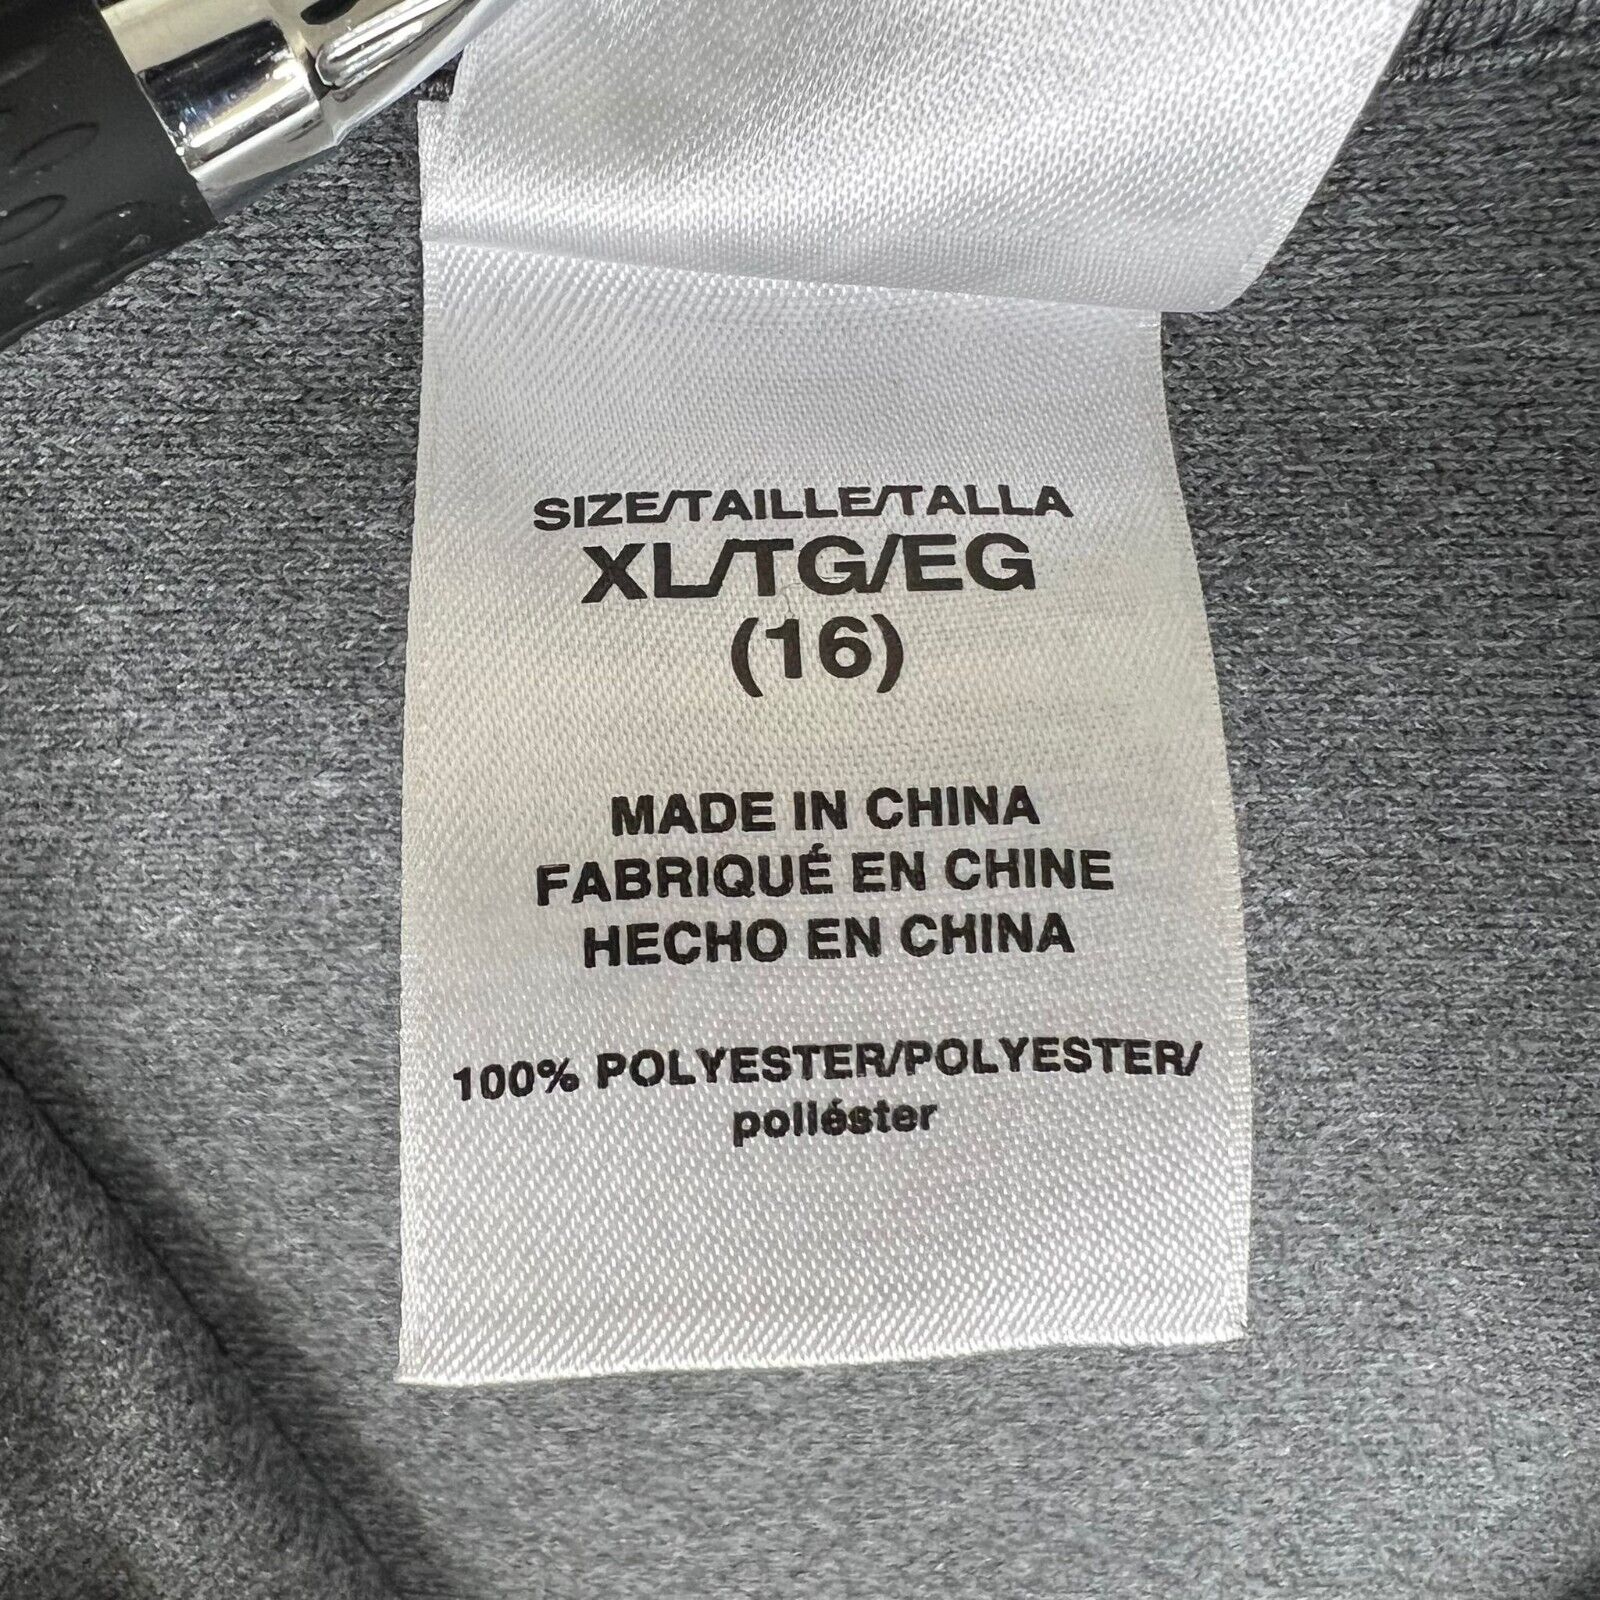 SIZE/TAILLE/TALLA
XL/TG/EG
(16)
MADE IN CHINA
FABRIQUÉ EN CHINE
HECHO EN CHINA
100% POLYESTER/POLYESTER/
poliéster